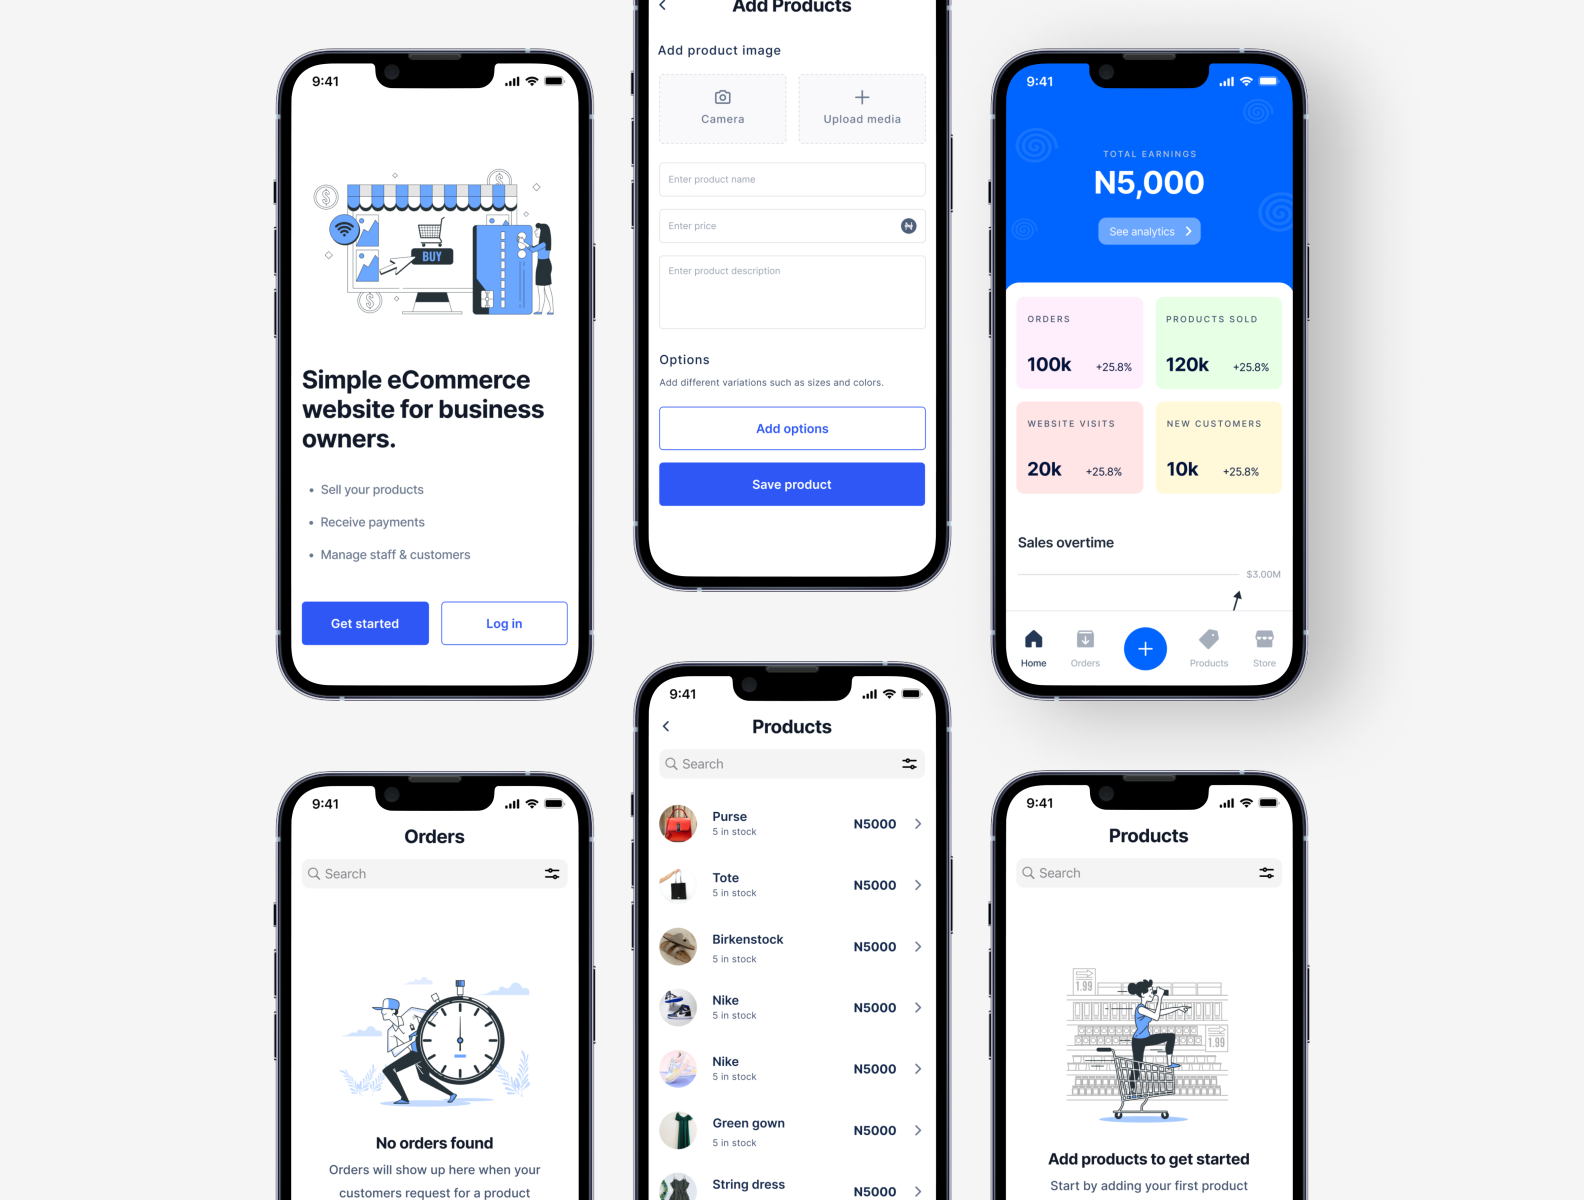 9:41
BUY
Simple eCommerce
website for business
owners.
• Sell your products
• Receive payments
• Manage staff & customers
Get started
Log in
Add Products
Add product image
Camera
Upload media
Enter product name
Enter price
N
Enter product description
Options
Add different variations such as sizes and colors.
Add options
Save product
9:41
TOTAL EARNINGS
N5,000
See analytics
ORDERS
100k +25.8%
PRODUCTS SOLD
120k +25.8%
WEBSITE VISITS
20k +25.8%
NEW CUSTOMERS
10k +25.8%
Sales overtime
$3.00M
Home
Orders
Products
Store
9:41
Orders
Search
No orders found
Orders will show up here when your
customers request for a product
9:41
Products
Search
Purse
5 in stock
N5000
Tote
5 in stock
N5000
Birkenstock
5 in stock
N5000
Nike
5 in stock
N5000
Nike
5 in stock
N5000
Green gown
5 in stock
N5000
String dress
N5000
9:41
Products
Search
1.99
1.99
Add products to get started
Start by adding your first product